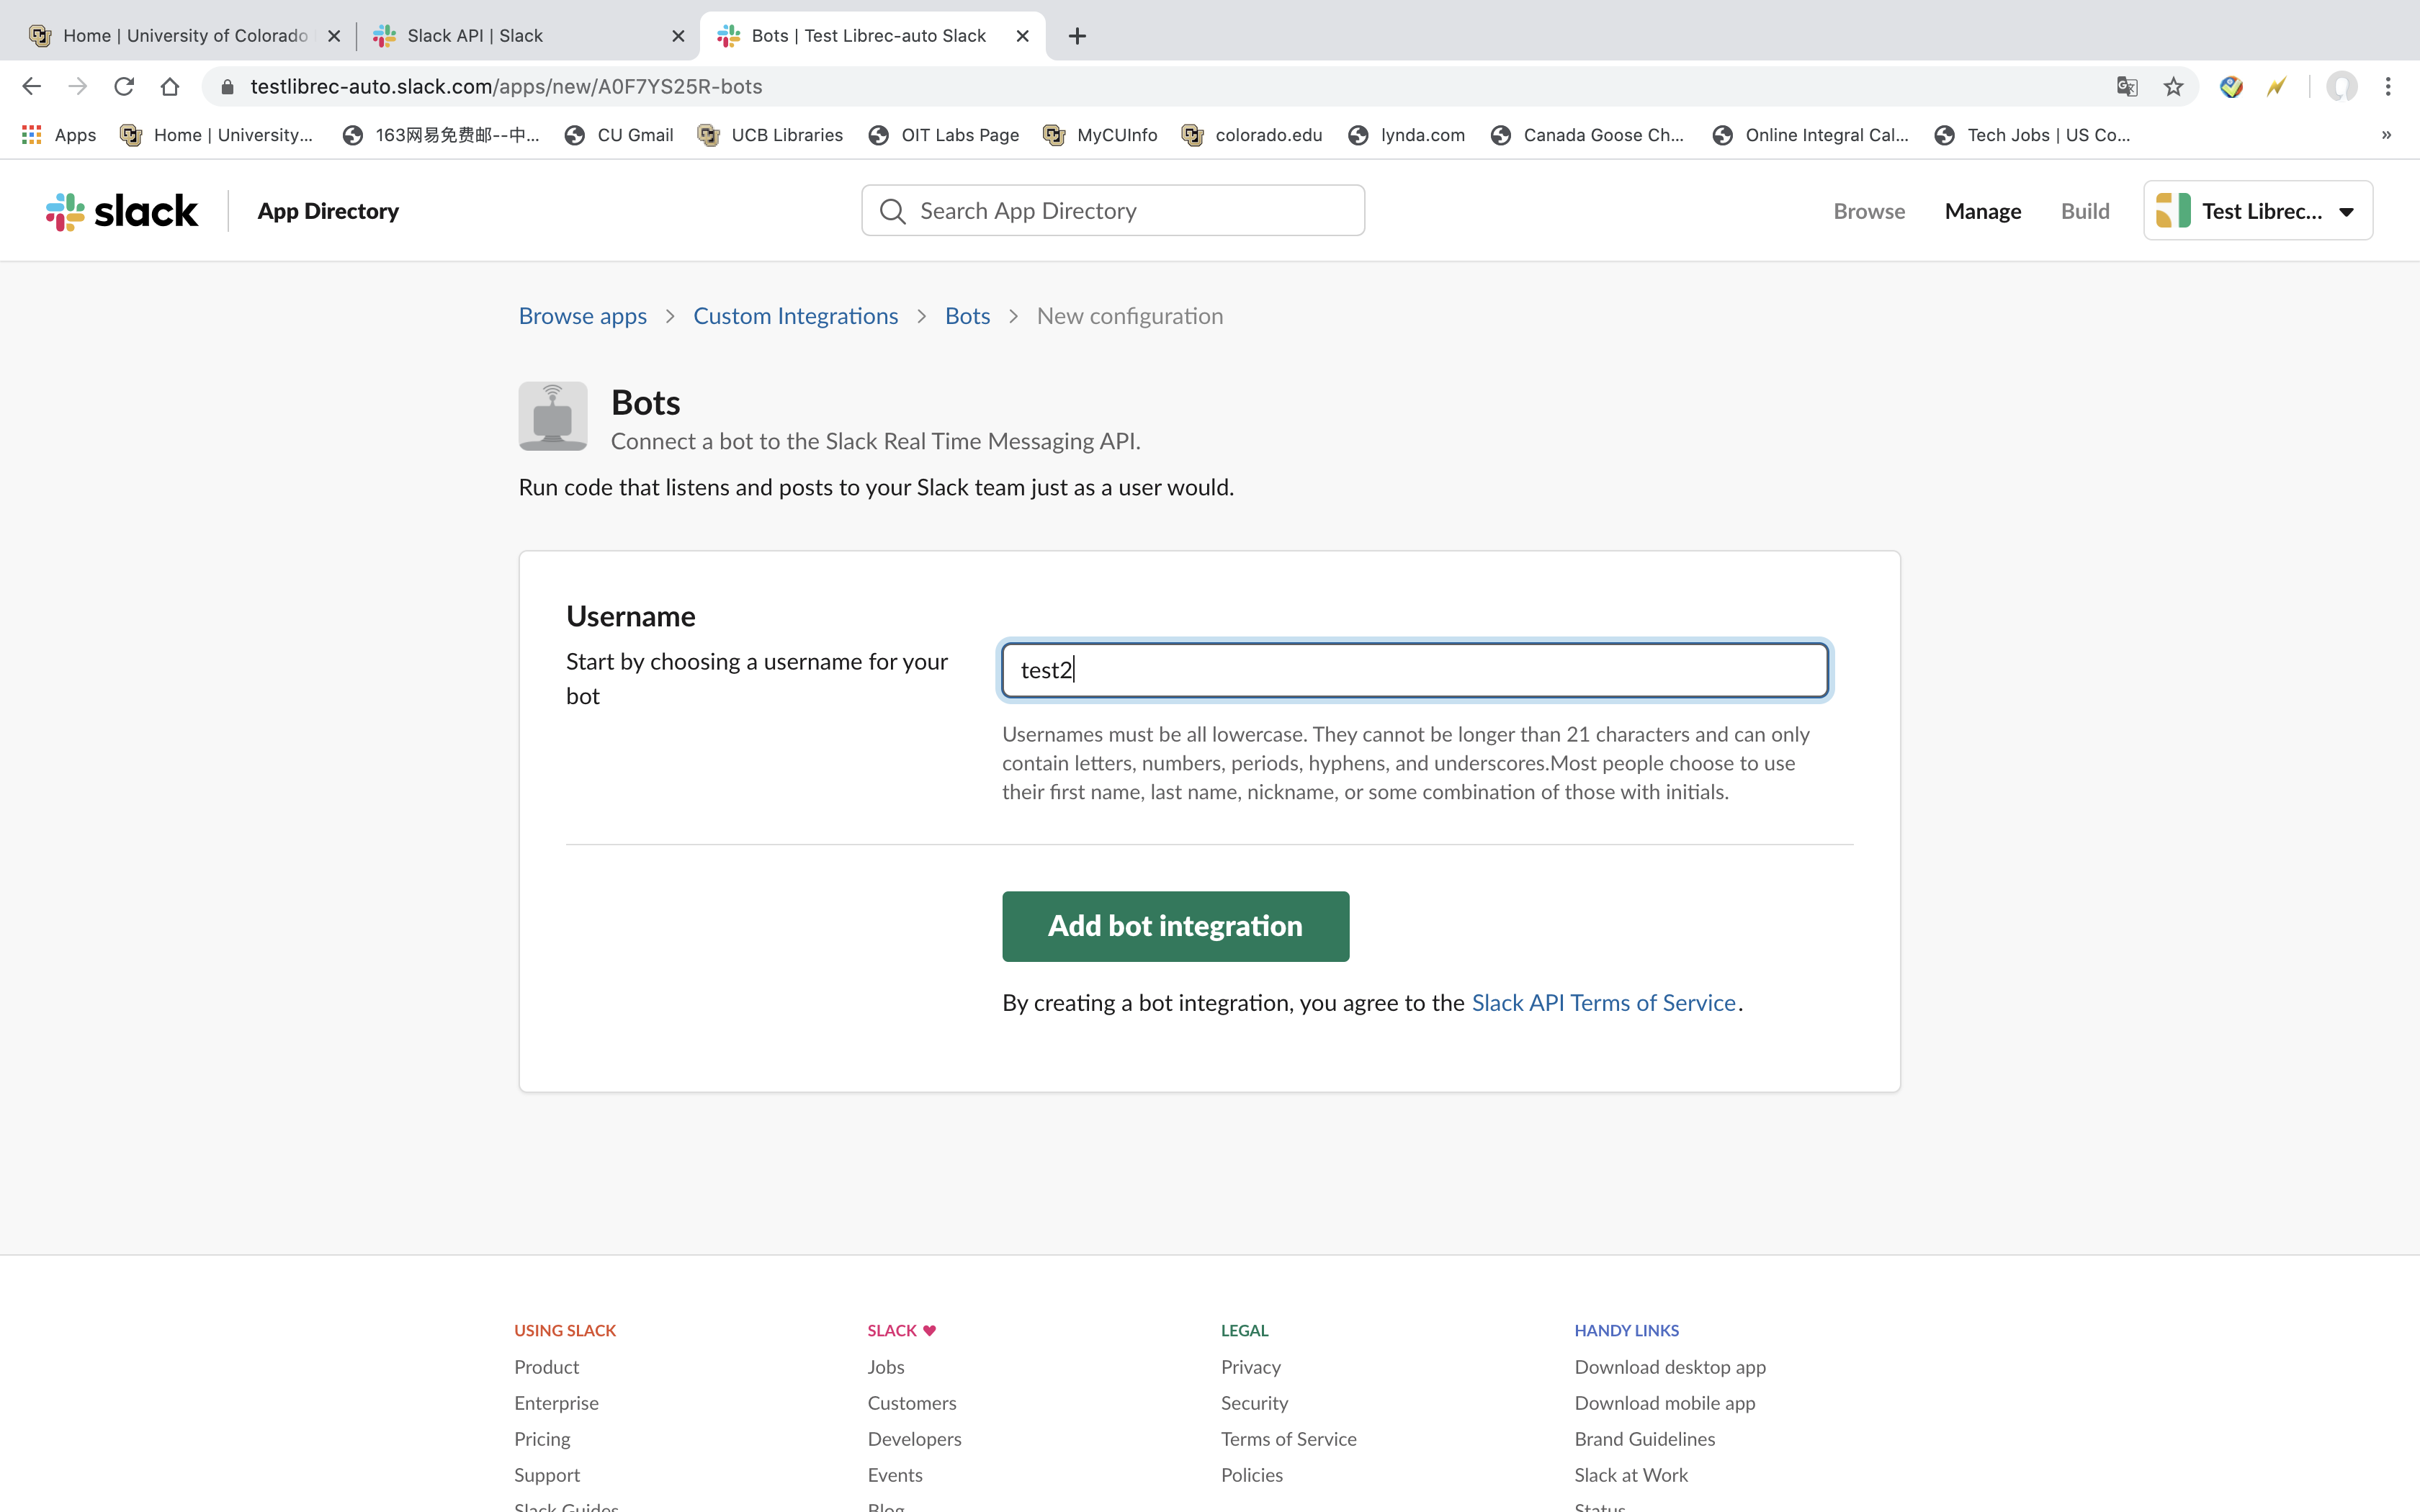 Home | University of Colorado
Slack API | Slack
Bots | Test Librec-auto Slack
testlibrec-auto.slack.com/apps/new/A0F7YS25R-bots
Apps
Home | University...
163网易免费邮--中...
CU Gmail
UCB Libraries
OIT Labs Page
MyCUInfo
colorado.edu
lynda.com
Canada Goose Ch...
Online Integral Cal...
Tech Jobs | US Co...
»
slack
App Directory
Search App Directory
Browse
Manage
Build
Test Librec...
Browse apps > Custom Integrations > Bots > New configuration
Bots
Connect a bot to the Slack Real Time Messaging API.
Run code that listens and posts to your Slack team just as a user would.
Username
Start by choosing a username for your
bot
test2
Usernames must be all lowercase. They cannot be longer than 21 characters and can only
contain letters, numbers, periods, hyphens, and underscores.Most people choose to use
their first name, last name, nickname, or some combination of those with initials.
Add bot integration
By creating a bot integration, you agree to the Slack API Terms of Service.
USING SLACK
Product
Enterprise
Pricing
Support
Slack Guides
SLACK ♥
Jobs
Customers
Developers
Events
Blog
LEGAL
Privacy
Security
Terms of Service
Policies
HANDY LINKS
Download desktop app
Download mobile app
Brand Guidelines
Slack at Work
Status